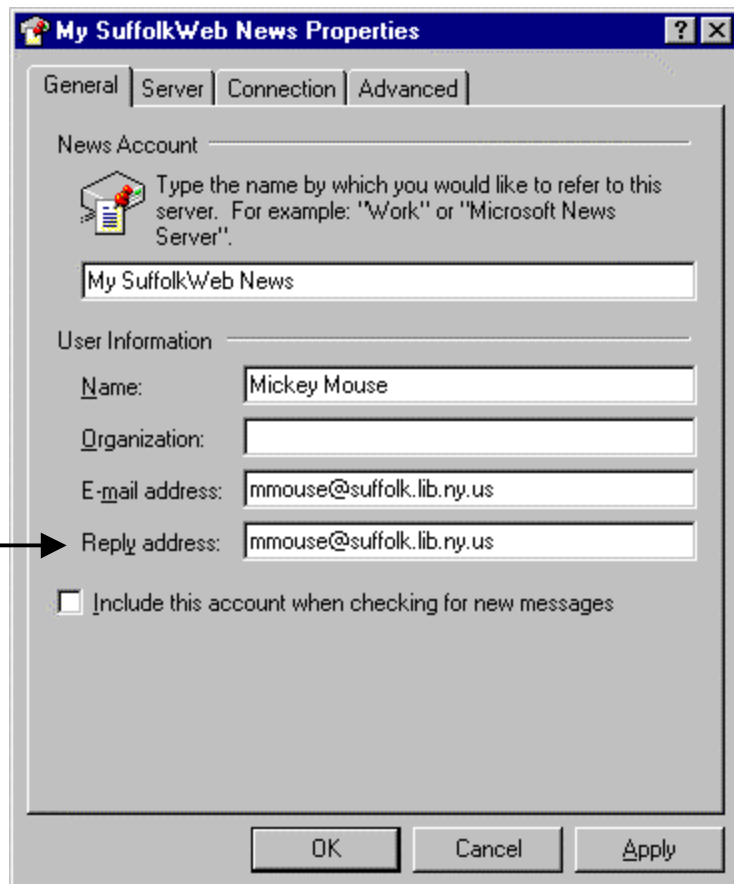 My SuffolkWeb News Properties
General Server Connection Advanced
News Account
Type the name by which you would like to refer to this
server. For example: "Work" or "Microsoft News
Server".
My SuffolkWeb News
User Information
Name: Mickey Mouse
Organization:
E-mail address: mmouse@suffolk.lib.ny.us
Reply address: mmouse@suffolk.lib.ny.us
Include this account when checking for new messages
OK Cancel Apply